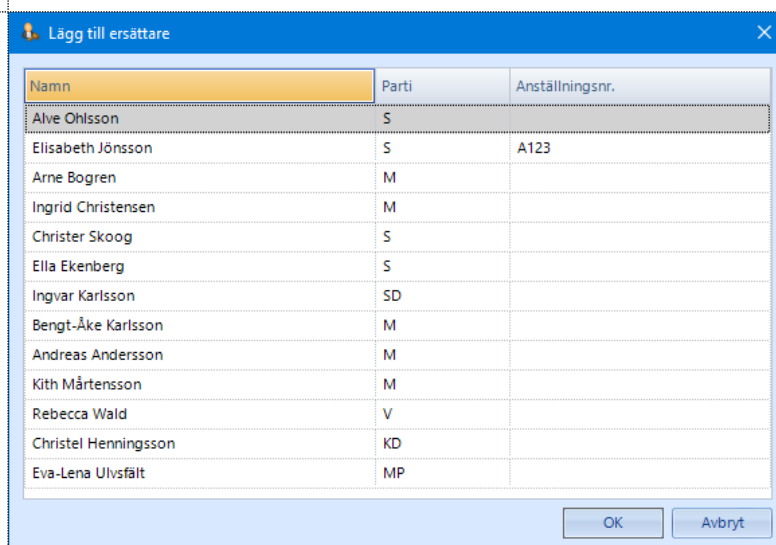 Lägg till ersättare
Namn Parti Anställningsnr.
Alve Ohlsson S
Elisabeth Jönsson S A123
Arne Bogren M
Ingrid Christensen M
Christer Skoog S
Ella Ekenberg S
Ingvar Karlsson SD
Bengt-Åke Karlsson M
Andreas Andersson M
Kith Mårtensson M
Rebecca Wald V
Christel Henningsson KD
Eva-Lena Ulvsfält MP
OK Avbryt